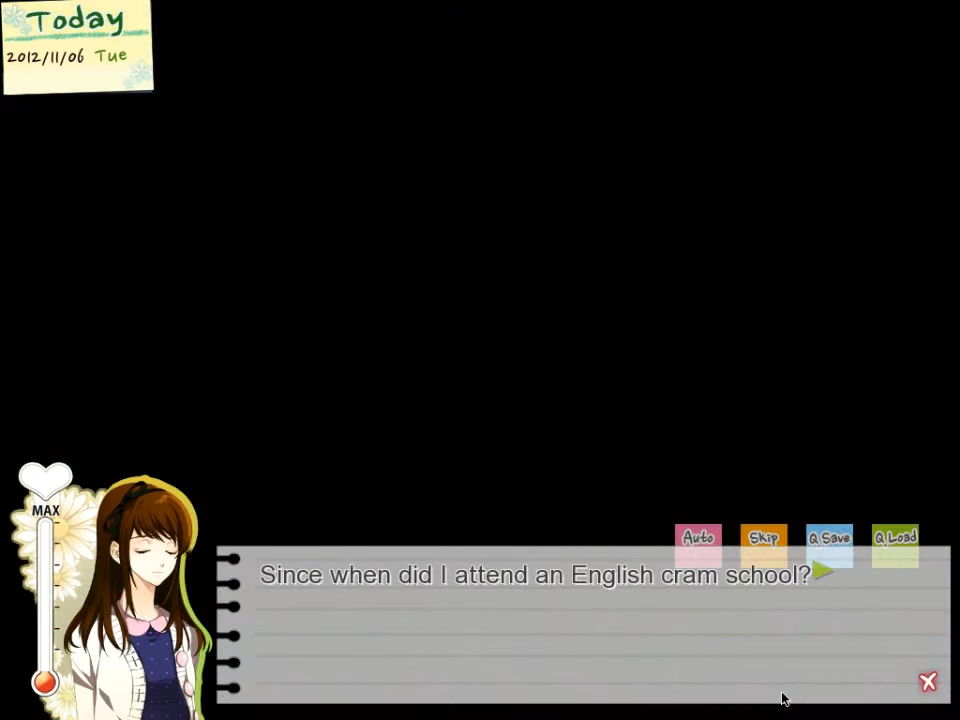 Today
2012/11/06 Tue
MAX
Auto Skip Q.Save Q.Load
Since when did I attend an English cram school?